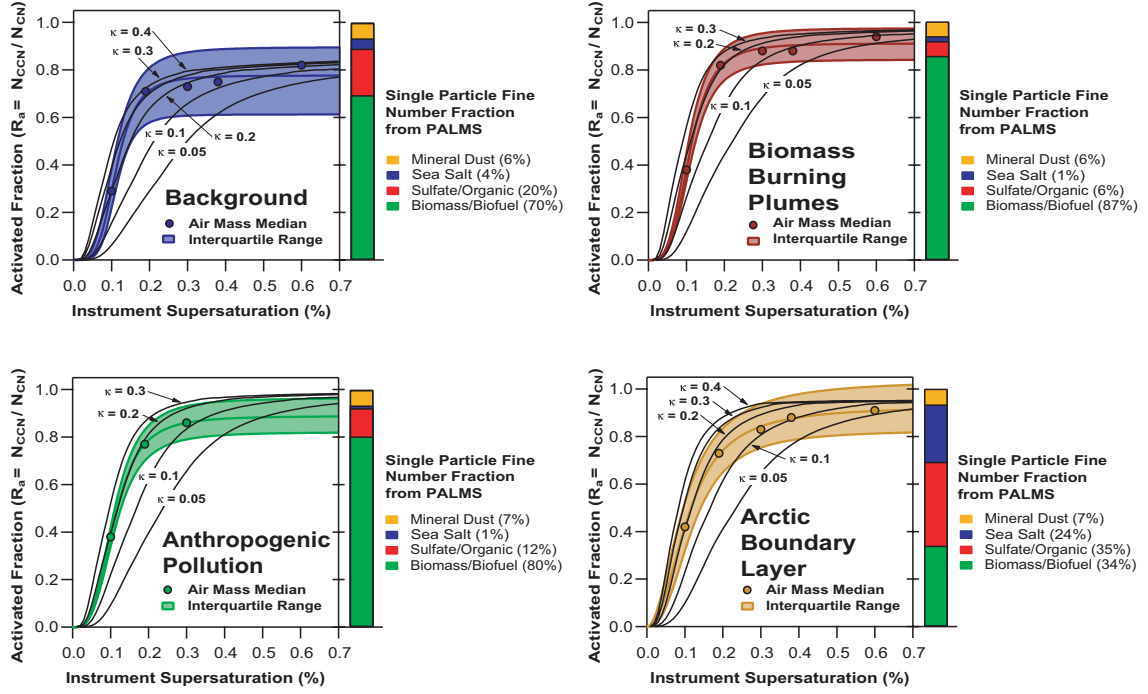 Activated Fraction (Ra = NCCN / NCN)
1.0
0.8
0.6
0.4
0.2
0.0
κ = 0.4
κ = 0.3
κ = 0.1
κ = 0.2
κ = 0.05
Background
Air Mass Median
Interquartile Range
0.0 0.1 0.2 0.3 0.4 0.5 0.6 0.7
Instrument Supersaturation (%)
Single Particle Fine
Number Fraction
from PALMS
Mineral Dust (6%)
Sea Salt (4%)
Sulfate/Organic (20%)
Biomass/Biofuel (70%)
Activated Fraction (Ra = NCCN / NCN)
1.0
0.8
0.6
0.4
0.2
0.0
κ = 0.3
κ = 0.2
κ = 0.05
κ = 0.1
Biomass
Burning
Plumes
Air Mass Median
Interquartile Range
0.0 0.1 0.2 0.3 0.4 0.5 0.6 0.7
Instrument Supersaturation (%)
Single Particle Fine
Number Fraction
from PALMS
Mineral Dust (6%)
Sea Salt (1%)
Sulfate/Organic (6%)
Biomass/Biofuel (87%)
Activated Fraction (Ra = NCCN / NCN)
1.0
0.8
0.6
0.4
0.2
0.0
κ = 0.3
κ = 0.2
κ = 0.1
κ = 0.05
Anthropogenic
Pollution
Air Mass Median
Interquartile Range
0.0 0.1 0.2 0.3 0.4 0.5 0.6 0.7
Instrument Supersaturation (%)
Single Particle Fine
Number Fraction
from PALMS
Mineral Dust (7%)
Sea Salt (1%)
Sulfate/Organic (12%)
Biomass/Biofuel (80%)
Activated Fraction (Ra = NCCN / NCN)
1.0
0.8
0.6
0.4
0.2
0.0
κ = 0.4
κ = 0.3
κ = 0.2
κ = 0.1
κ = 0.05
Arctic
Boundary
Layer
Air Mass Median
Interquartile Range
0.0 0.1 0.2 0.3 0.4 0.5 0.6 0.7
Instrument Supersaturation (%)
Single Particle Fine
Number Fraction
from PALMS
Mineral Dust (7%)
Sea Salt (24%)
Sulfate/Organic (35%)
Biomass/Biofuel (34%)